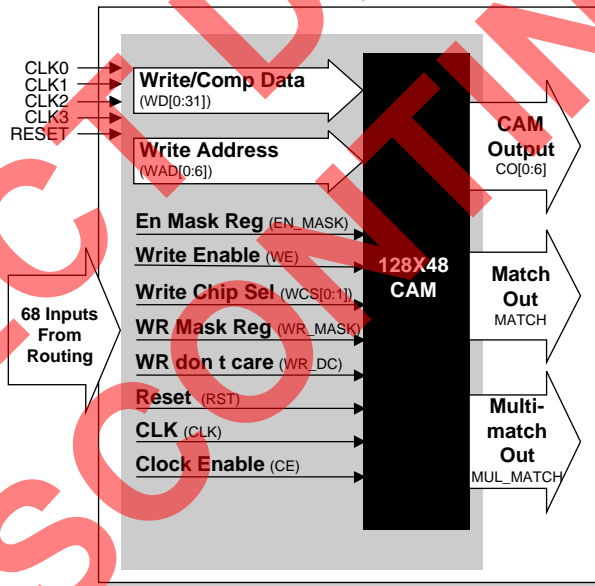 CLK0
CLK1
CLK2
CLK3
RESET
Write/Comp Data
(WD[0:31])
Write Address
(WAD[0:6])
En Mask Reg (EN_MASK)
Write Enable (WE)
Write Chip Sel (WCS[0:1])
WR Mask Reg (WR_MASK)
WR don t care (WR_DC)
Reset (RST)
CLK (CLK)
Clock Enable (CE)
68 Inputs
From
Routing
128X48
CAM
CAM
Output
CO[0:6]
Match
Out
MATCH
Multi-
match
Out
MUL_MATCH